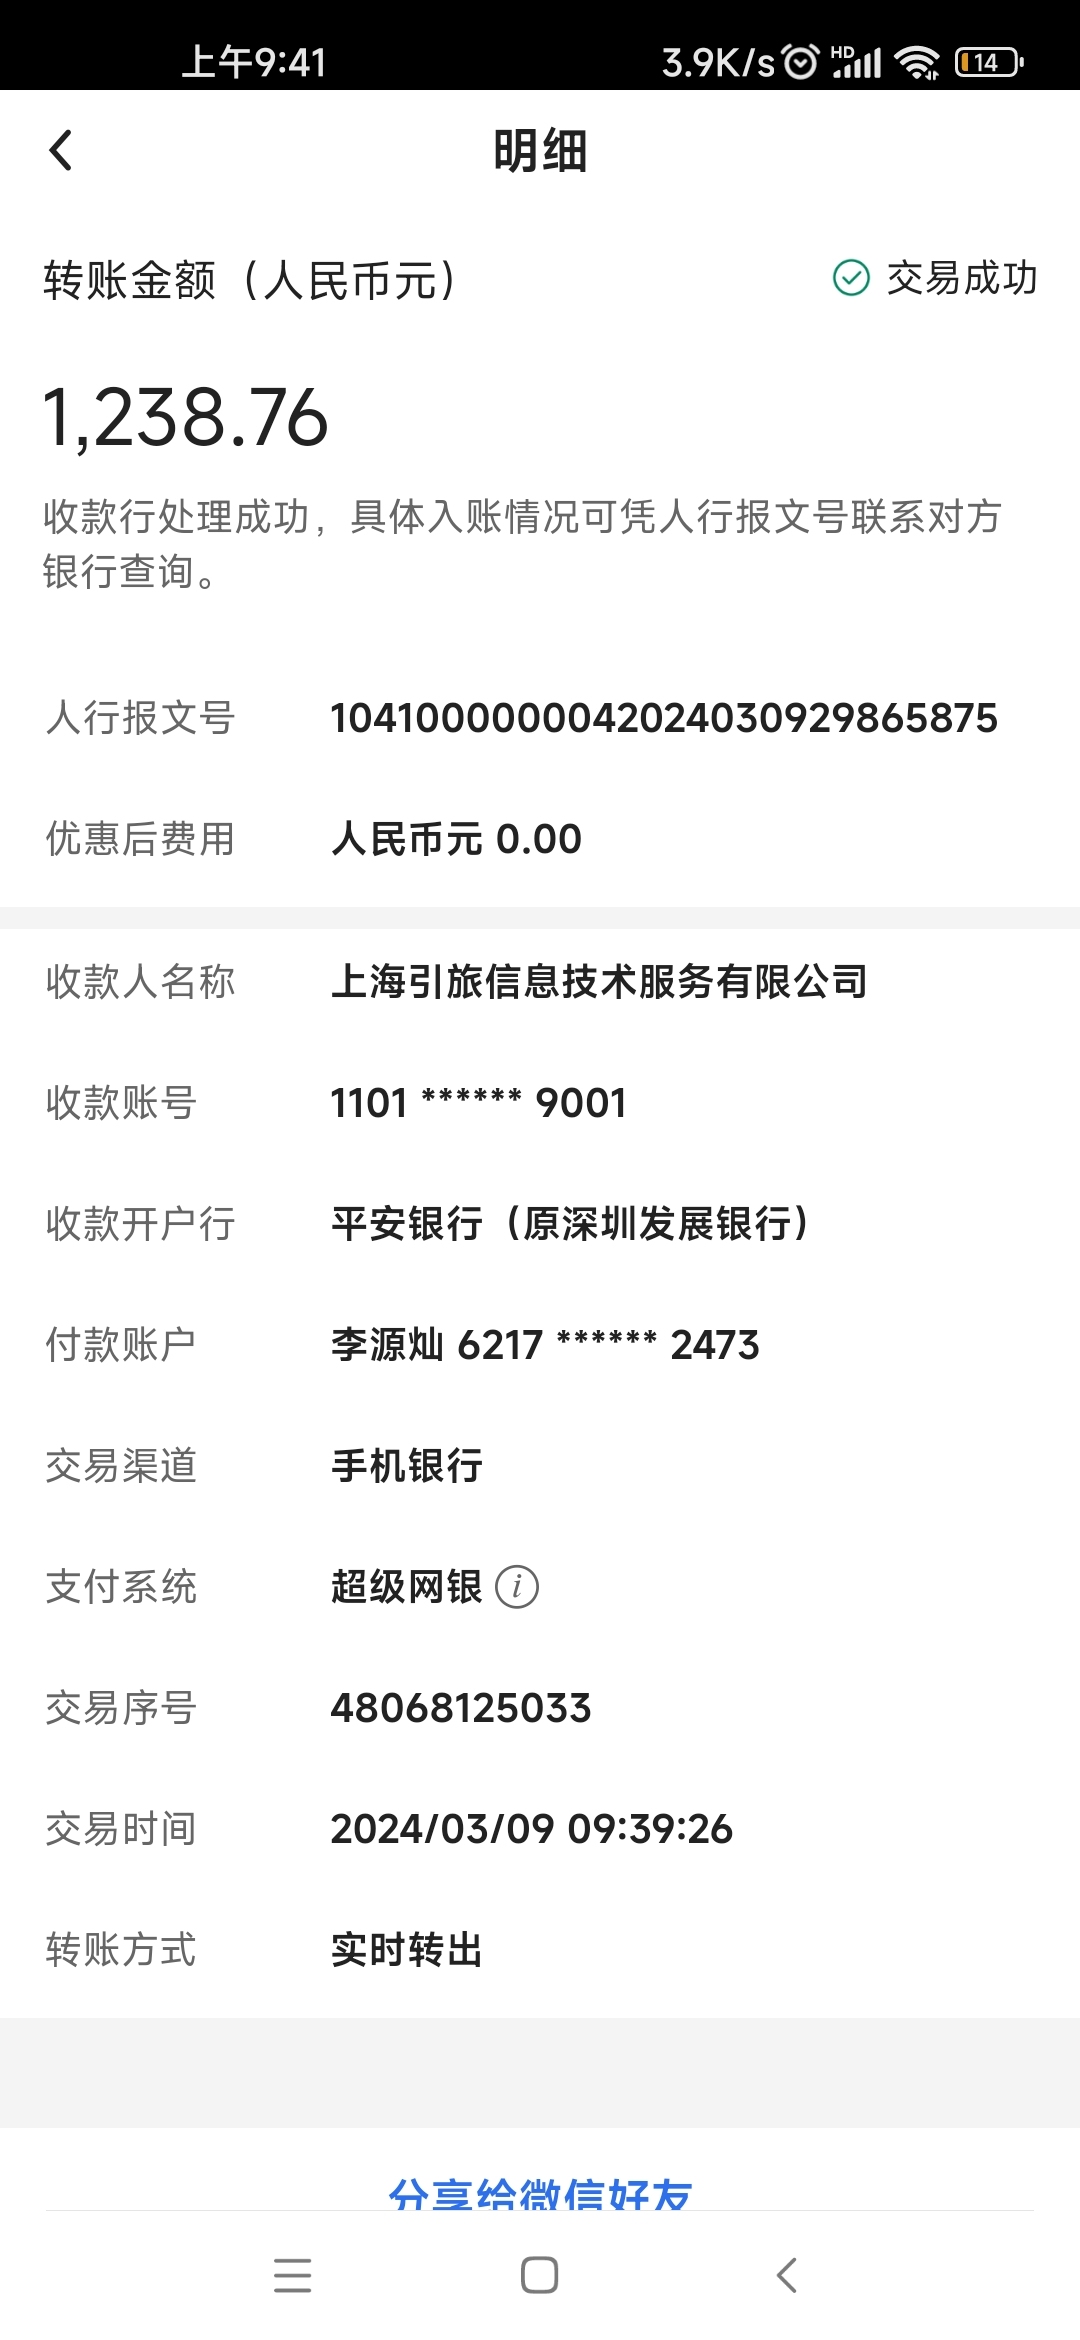 上午9:41
3.9K/s HD 14
明细
转账金额（人民币元）
交易成功
1,238.76
收款行处理成功，具体入账情况可凭人行报文号联系对方
银行查询。
人行报文号 1041000000042024030929865875
优惠后费用 人民币元 0.00
收款人名称 上海引旅信息技术服务有限公司
收款账号 1101 ****** 9001
收款开户行 平安银行（原深圳发展银行）
付款账户 李源灿 6217 ****** 2473
交易渠道 手机银行
支付系统 超级网银 i
交易序号 48068125033
交易时间 2024/03/09 09:39:26
转账方式 实时转出
分享给微信好友